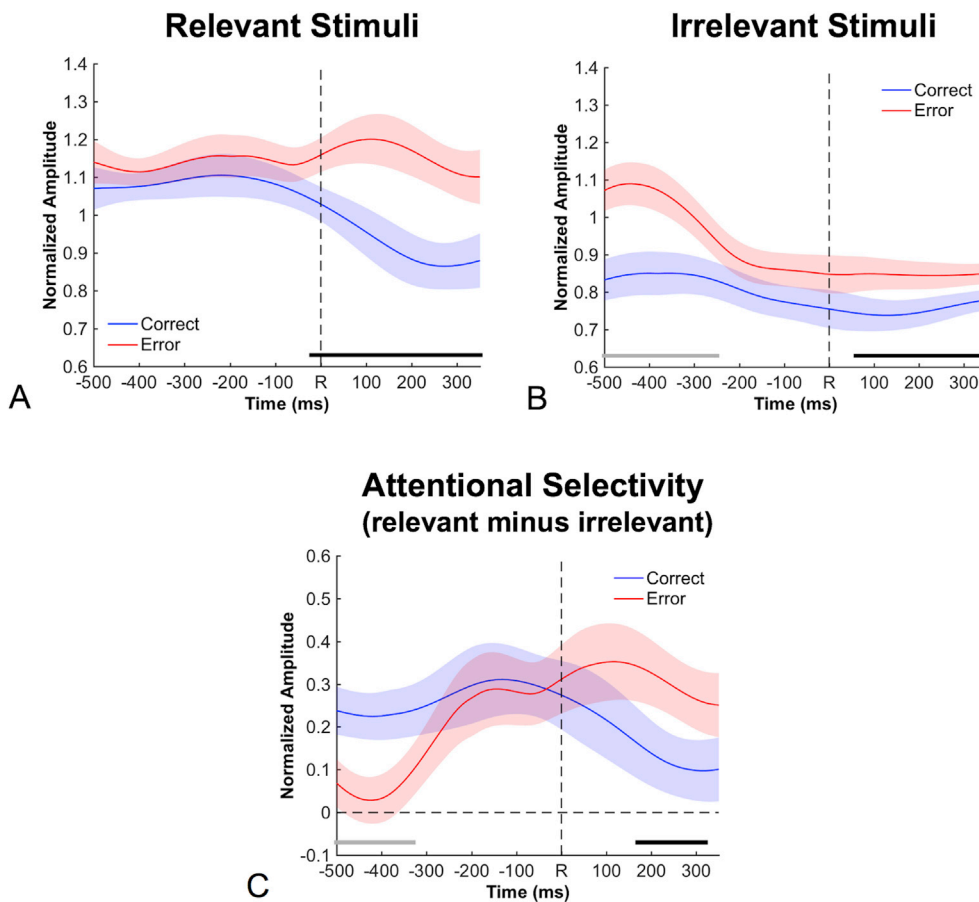 Relevant Stimuli
1.4
1.3
1.2
1.1
1
0.9
0.8
0.7
0.6
Normalized Amplitude
Correct
Error
-500 -400 -300 -200 -100 R 100 200 300
Time (ms)
A
Irrelevant Stimuli
1.4
1.3
1.2
1.1
1
0.9
0.8
0.7
0.6
Normalized Amplitude
Correct
Error
-500 -400 -300 -200 -100 R 100 200 300
Time (ms)
B
Attentional Selectivity
(relevant minus irrelevant)
0.6
0.5
0.4
0.3
0.2
0.1
0
-0.1
Normalized Amplitude
Correct
Error
-500 -400 -300 -200 -100 R 100 200 300
Time (ms)
C